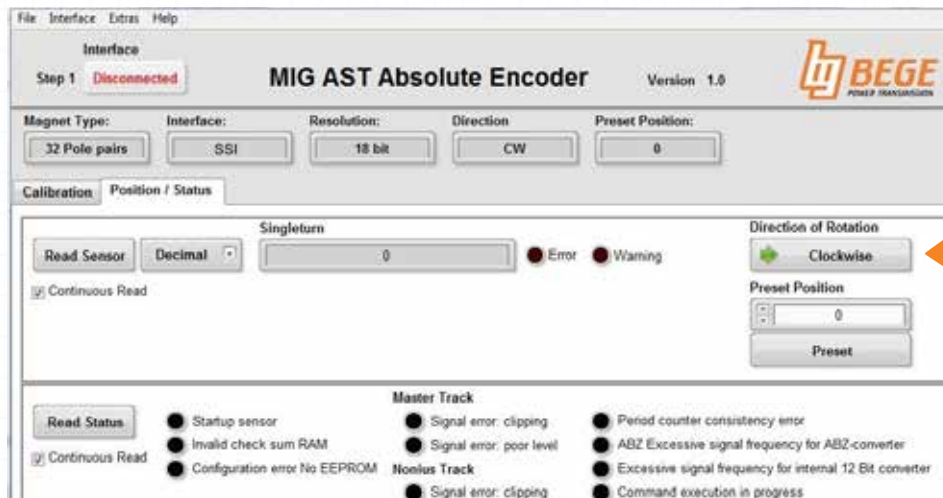 File Interface Extras Help
Interface
Step 1 Disconnected
MIG AST Absolute Encoder
Version 1.0
BEGE
POWER TRANSMISSION
Magnet Type: Interface: Resolution: Direction Preset Position:
32 Pole pairs SSI 18 bit CW 0
Calibration Position / Status
Singleturn
Direction of Rotation
Read Sensor Decimal 0 Error Warning Clockwise
Continuous Read
Preset Position
0
Preset
Master Track
Read Status Startup sensor Signal error: clipping Period counter consistency error
Invalid check sum RAM Signal error: poor level ABZ Excessive signal frequency for ABZ-converter
Continuous Read Configuration error No EEPROM Nonius Track Excessive signal frequency for internal 12 Bit converter
Signal error: clipping Command execution in progress